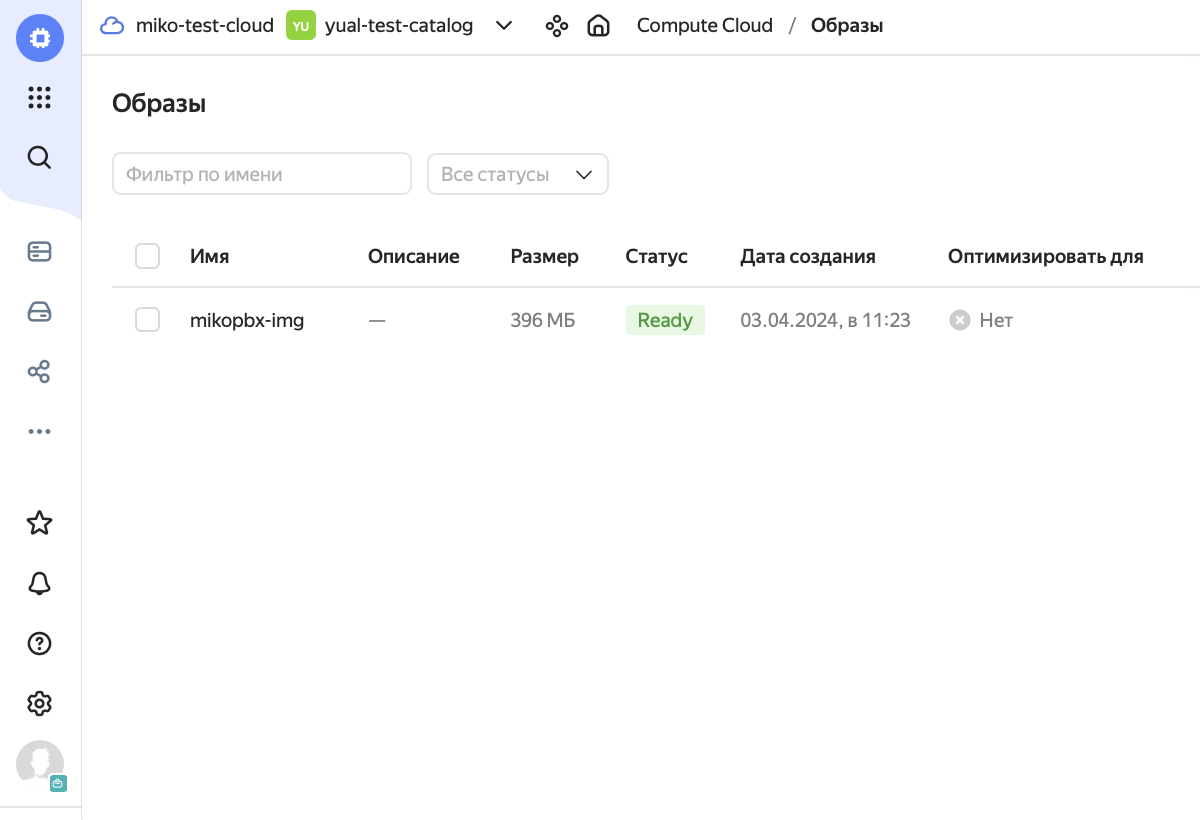 miko-test-cloud YU yual-test-catalog Compute Cloud / Образы
Образы
Фильтр по имени Все статусы
Имя Описание Размер Статус Дата создания Оптимизировать для
mikopbx-img — 396 МБ Ready 03.04.2024, в 11:23 Нет